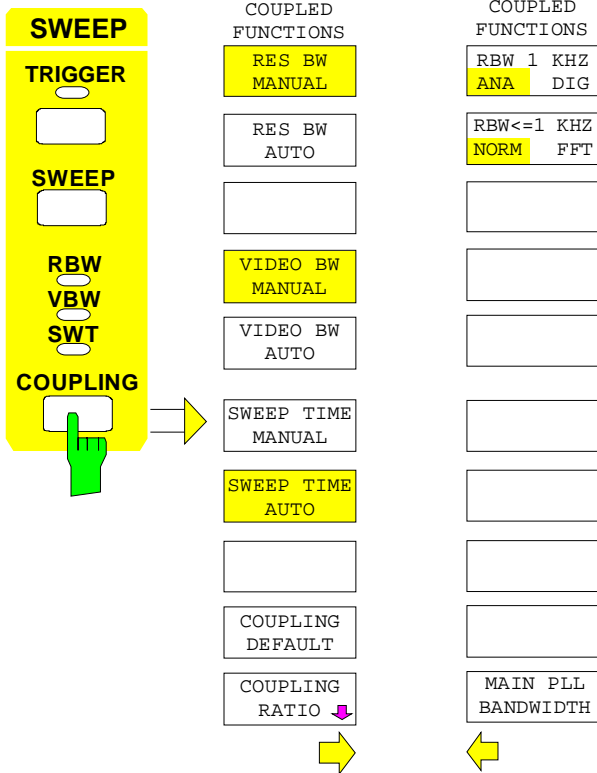 SWEEP
TRIGGER
SWEEP
RBW
VBW
SWT
COUPLING
COUPLED
FUNCTIONS
RES BW
MANUAL
RES BW
AUTO
VIDEO BW
MANUAL
VIDEO BW
AUTO
SWEEP TIME
MANUAL
SWEEP TIME
AUTO
COUPLING
DEFAULT
COUPLING
RATIO
COUPLED
FUNCTIONS
RBW 1 KHZ
ANA DIG
RBW<=1 KHZ
NORM FFT
MAIN PLL
BANDWIDTH